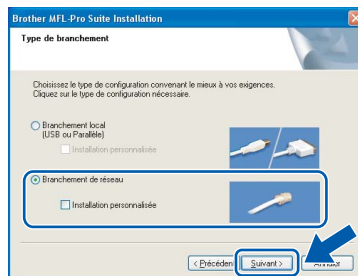 Brother MFL-Pro Suite Installation
Type de branchement
Choisissez le type de configuration convenant le mieux à vos exigences.
Cliquez sur le type de configuration nécessaire.
Branchement local
(USB ou Parallèle)
Installation personnalisée
Branchement de réseau
Installation personnalisée
< Précédent Suivant > Annuler